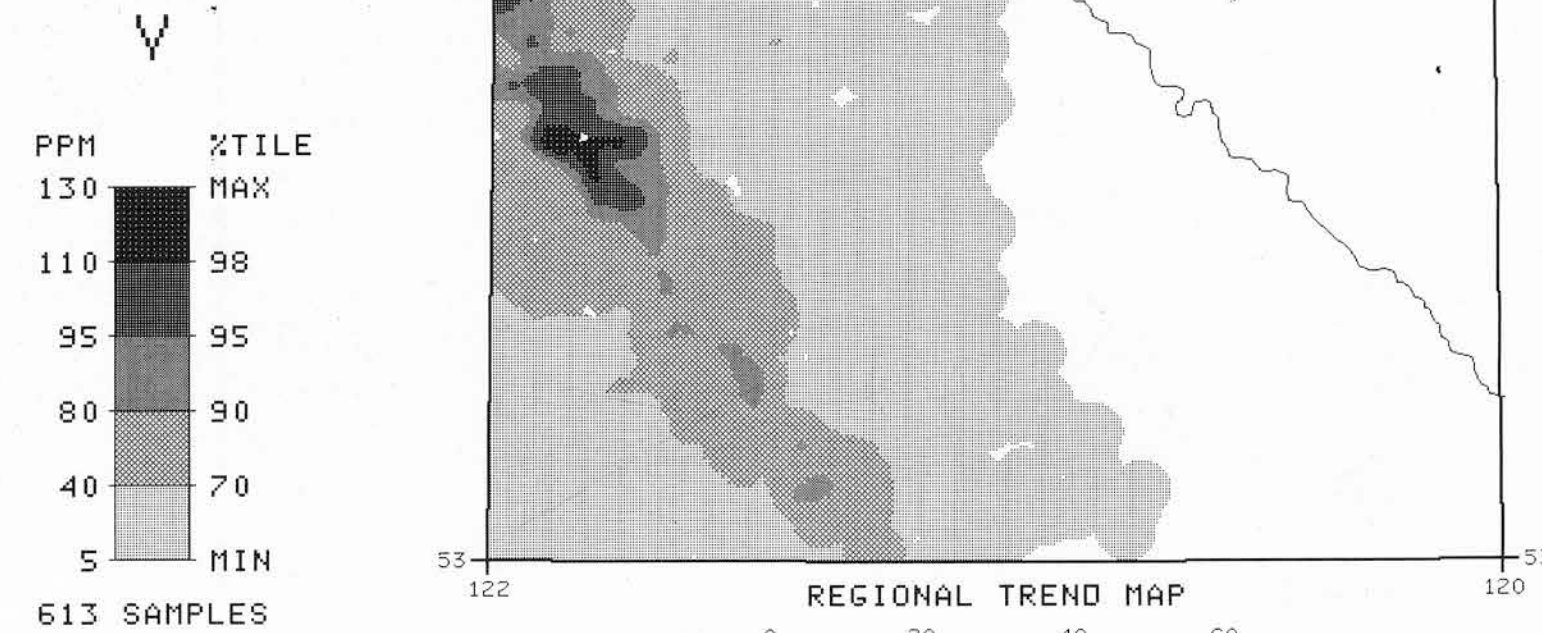 V
PPM %TILE
130 MAX
110 98
95 95
80 90
40 70
5 MIN
613 SAMPLES
53
122 120
REGIONAL TREND MAP